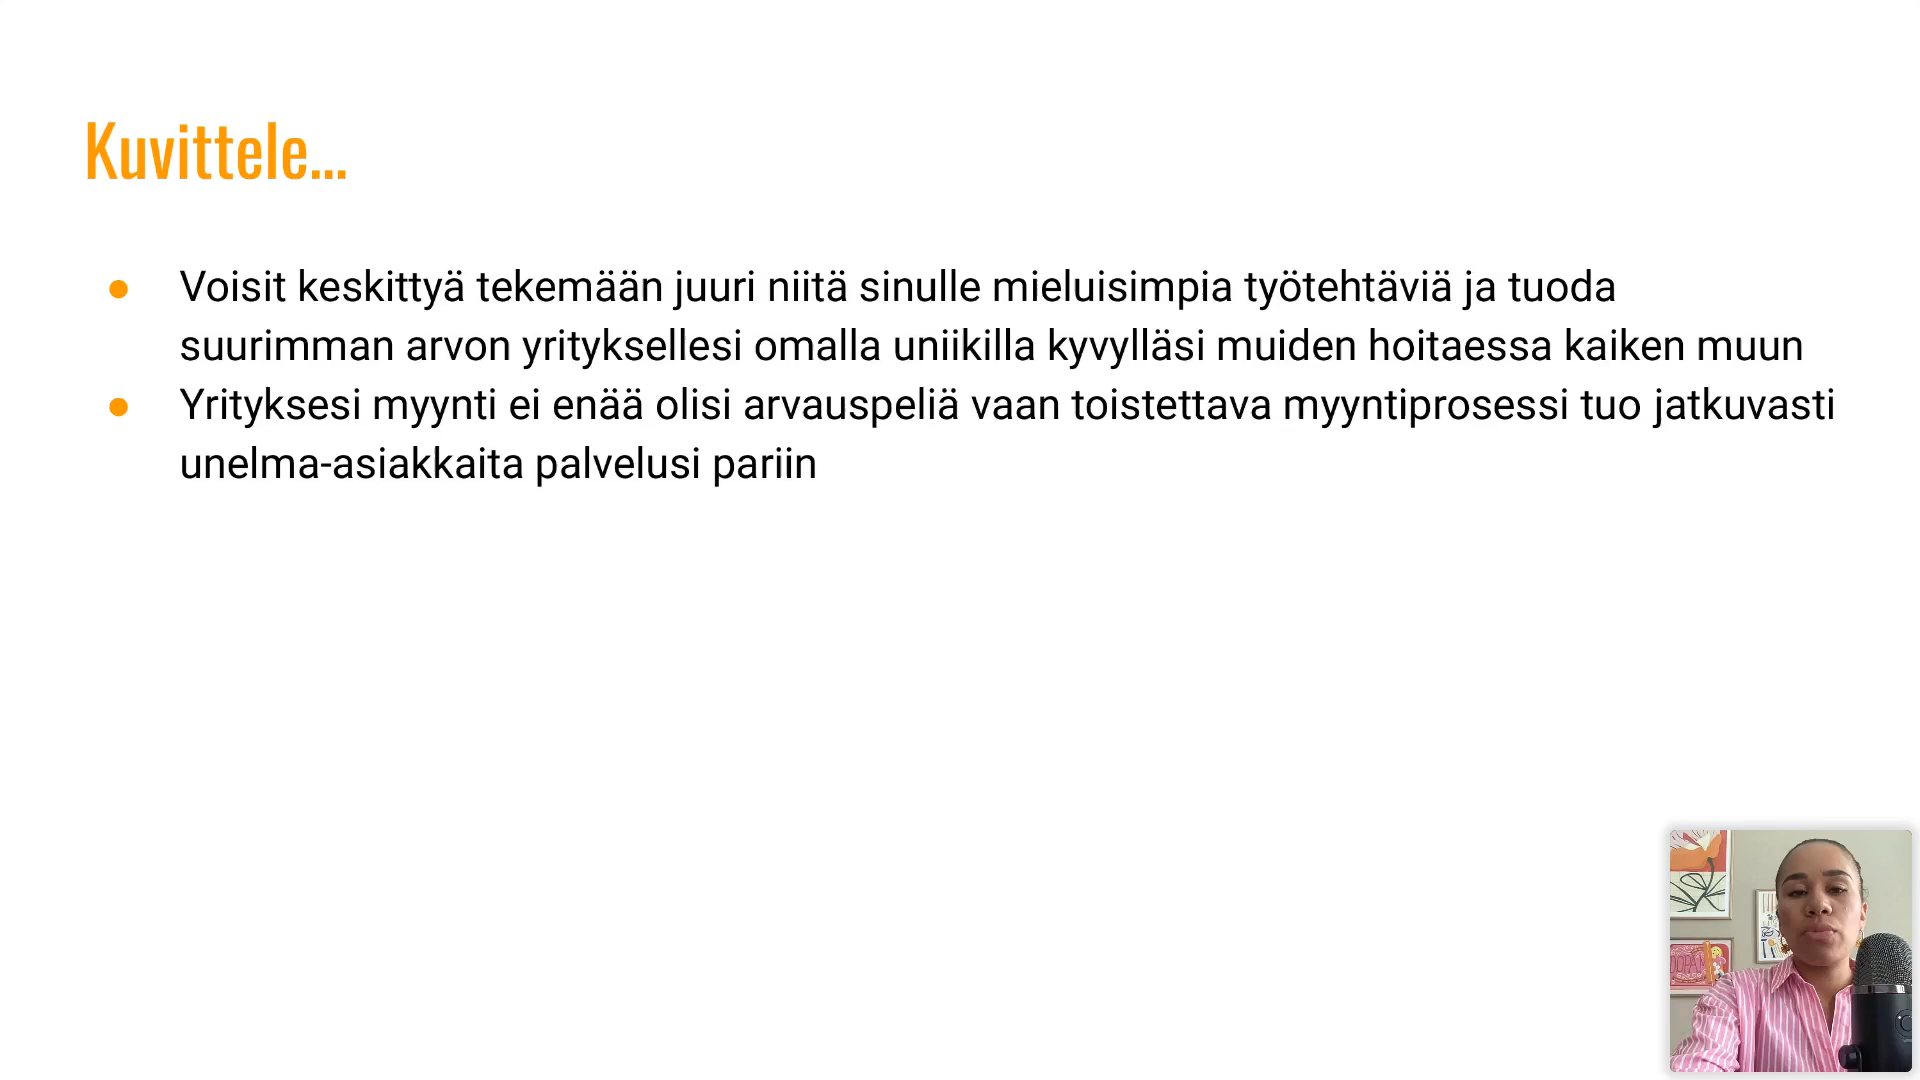 Kuvittele...
● Voisit keskittyä tekemään juuri niitä sinulle mieluisimpia työtehtäviä ja tuoda
suurimman arvon yrityksellesi omalla uniikilla kyvylläsi muiden hoitaessa kaiken muun
● Yrityksesi myynti ei enää olisi arvauspeliä vaan toistettava myyntiprosessi tuo jatkuvasti
unelma-asiakkaita palvelusi pariin